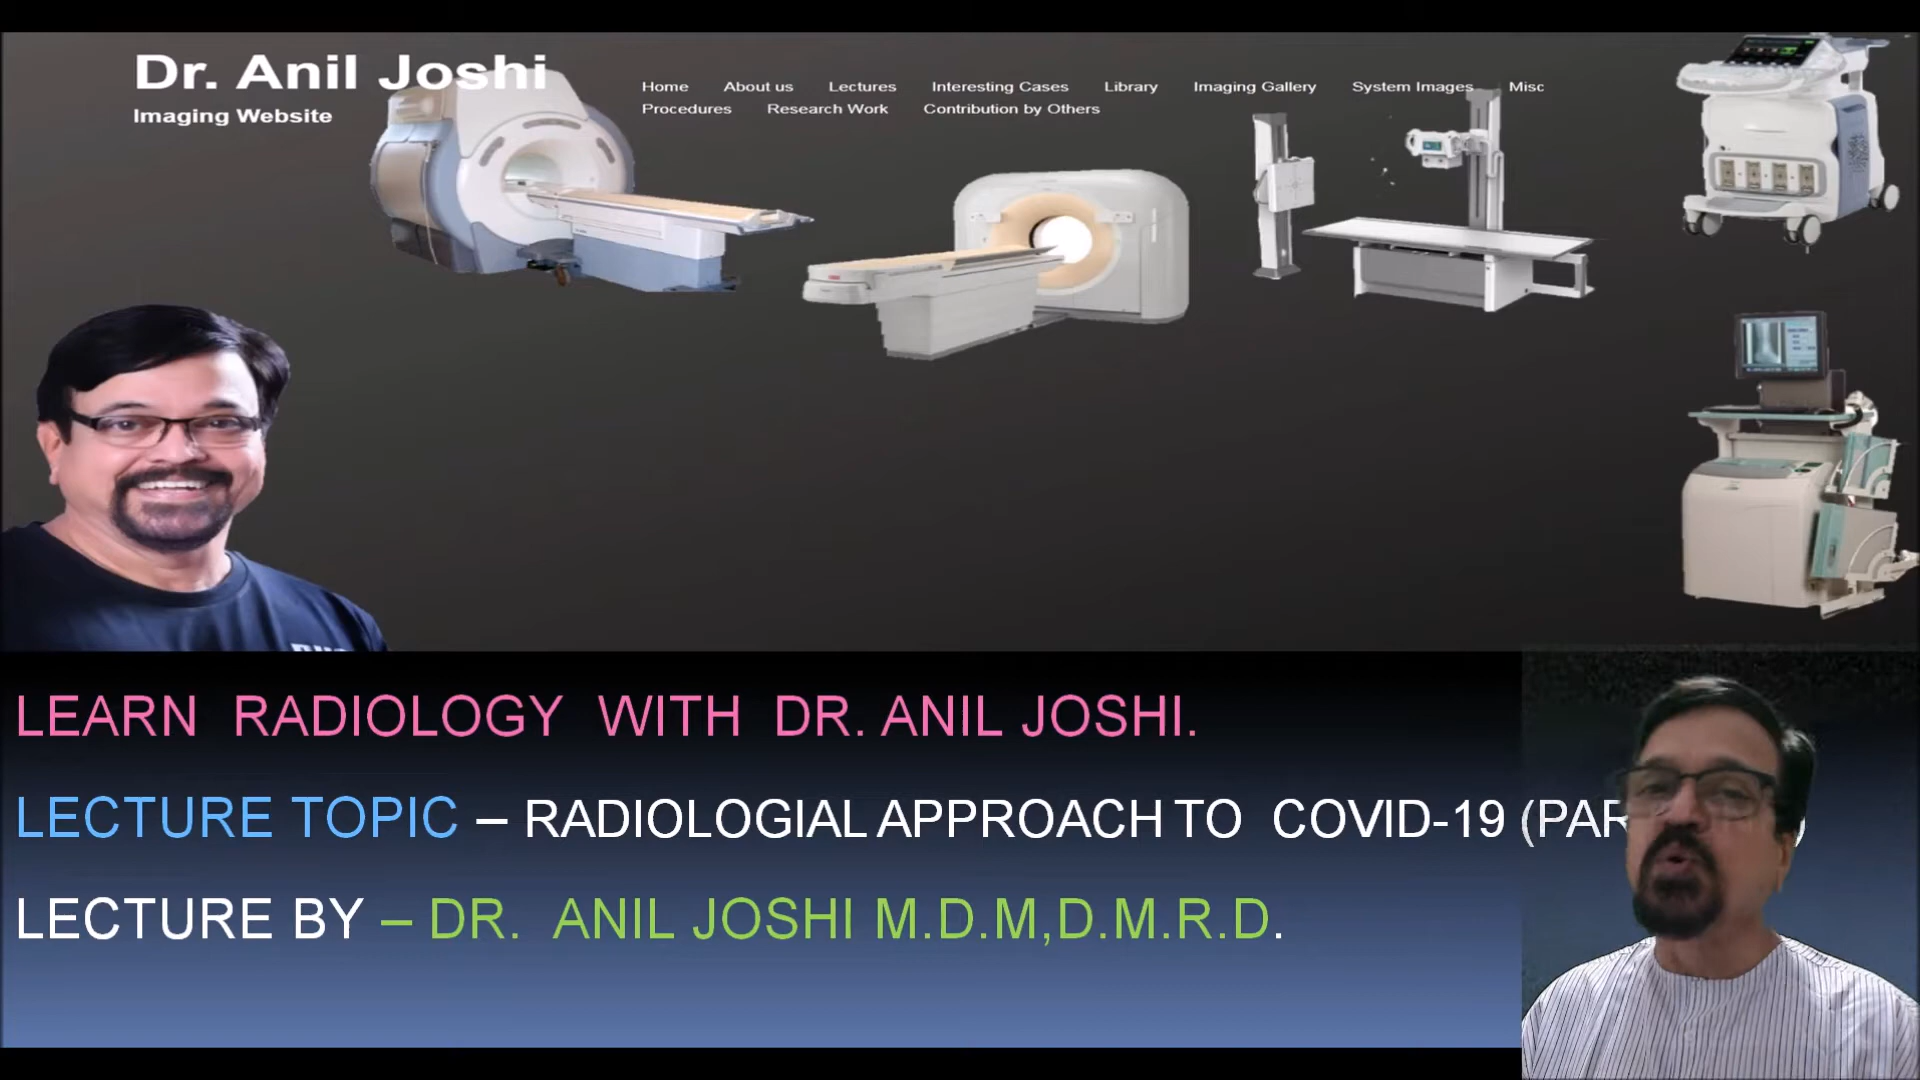 Dr. Anil Joshi
Imaging Website
Home About us Lectures Interesting Cases Library Imaging Gallery System Images Misc
Procedures Research Work Contribution by Others
LEARN RADIOLOGY WITH DR. ANIL JOSHI.
LECTURE TOPIC – RADIOLOGIAL APPROACH TO COVID-19
LECTURE BY – DR. ANIL JOSHI M.D.M,D.M.R.D.